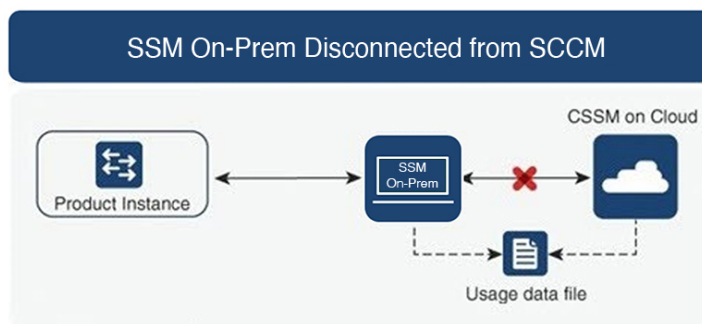 SSM On-Prem Disconnected from SCCM
CSSM on Cloud
SSM
On-Prem
Product Instance
Usage data file